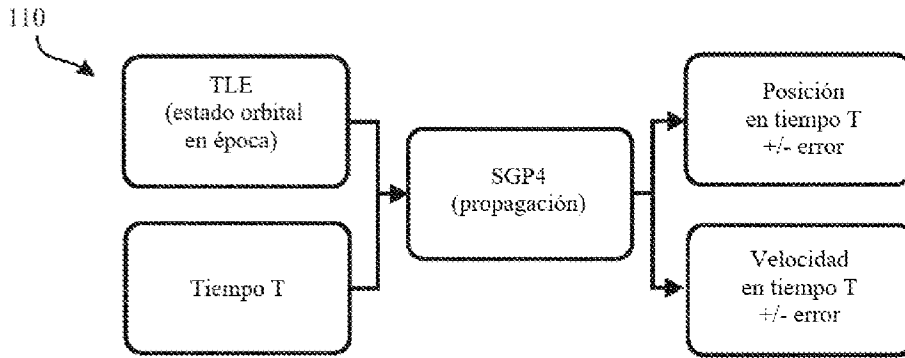 110
TLE
(estado orbital
en época)
Tiempo T
SGP4
(propagación)
Posición
en tiempo T
+/- error
Velocidad
en tiempo T
+/- error